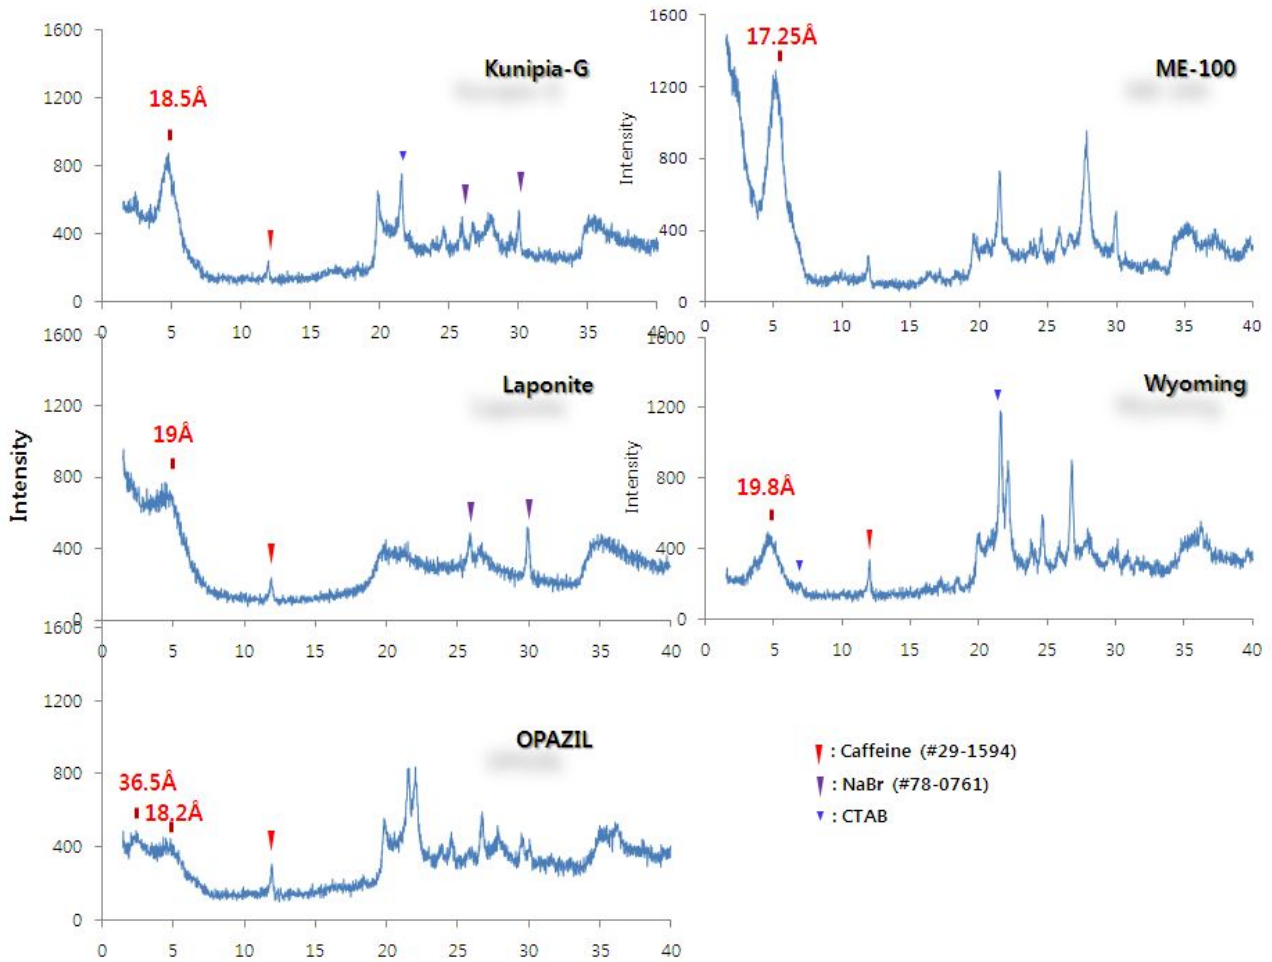 1600
1200
800
400
0
0 5 10 15 20 25 30 35 40
18.5Å
Kunipia-G
1600
1200
800
400
0
Intensity
0 5 10 15 20 25 30 35 40
17.25Å
ME-100
1600
1200
800
400
0
Intensity
0 5 10 15 20 25 30 35 40
19Å
Laponite
1600
1200
800
400
0
Intensity
0 5 10 15 20 25 30 35 40
19.8Å
Wyoming
1600
1200
800
400
0
0 5 10 15 20 25 30 35 40
36.5Å
18.2Å
OPAZIL
: Caffeine (#29-1594)
: NaBr (#78-0761)
: CTAB